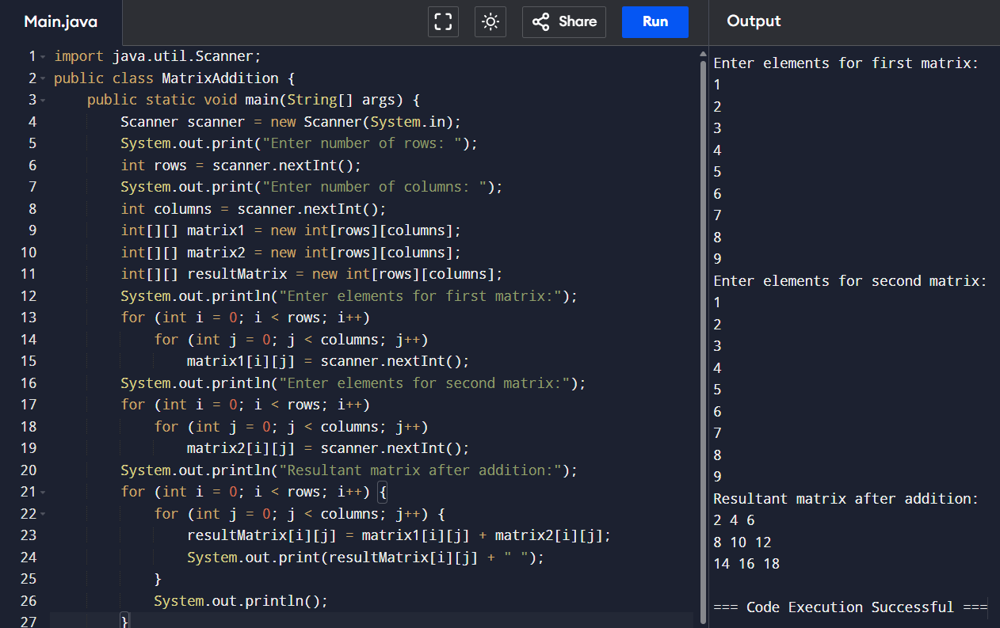 Main.java
Share
Run
Output
1 import java.util.Scanner;
2 public class MatrixAddition {
3     public static void main(String[] args) {
4         Scanner scanner = new Scanner(System.in);
5         System.out.print("Enter number of rows: ");
6         int rows = scanner.nextInt();
7         System.out.print("Enter number of columns: ");
8         int columns = scanner.nextInt();
9         int[][] matrix1 = new int[rows][columns];
10         int[][] matrix2 = new int[rows][columns];
11         int[][] resultMatrix = new int[rows][columns];
12         System.out.println("Enter elements for first matrix:");
13         for (int i = 0; i < rows; i++)
14             for (int j = 0; j < columns; j++)
15                 matrix1[i][j] = scanner.nextInt();
16         System.out.println("Enter elements for second matrix:");
17         for (int i = 0; i < rows; i++)
18             for (int j = 0; j < columns; j++)
19                 matrix2[i][j] = scanner.nextInt();
20         System.out.println("Resultant matrix after addition:");
21         for (int i = 0; i < rows; i++) {
22             for (int j = 0; j < columns; j++) {
23                 resultMatrix[i][j] = matrix1[i][j] + matrix2[i][j];
24                 System.out.print(resultMatrix[i][j] + " ");
25             }
26             System.out.println();
27         }
Enter elements for first matrix:
1
2
3
4
5
6
7
8
9
Enter elements for second matrix:
1
2
3
4
5
6
7
8
9
Resultant matrix after addition:
2 4 6
8 10 12
14 16 18
=== Code Execution Successful ===